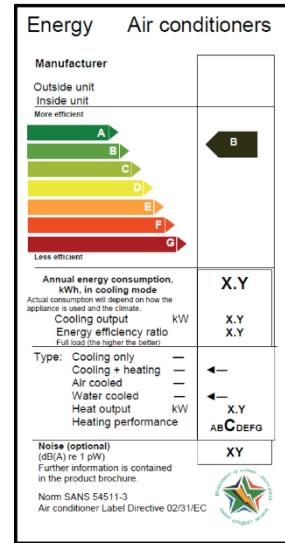 Energy Air conditioners
Manufacturer
Outside unit
Inside unit
More efficient
A
B B
C
D
E
F
G
Less efficient
Annual energy consumption, X.Y
kWh, in cooling mode
Actual consumption will depend on how the
appliance is used and the climate.
Cooling output kW X.Y
Energy efficiency ratio X.Y
Full load (the higher the better)
Type: Cooling only —
Cooling + heating —
Air cooled —
Water cooled —
Heat output kW X.Y
Heating performance ABCDEFG
Noise (optional) XY
(dB(A) re 1 pW)
Further information is contained
in the product brochure.
Norm SANS 54511-3
Air conditioner Label Directive 02/31/EC